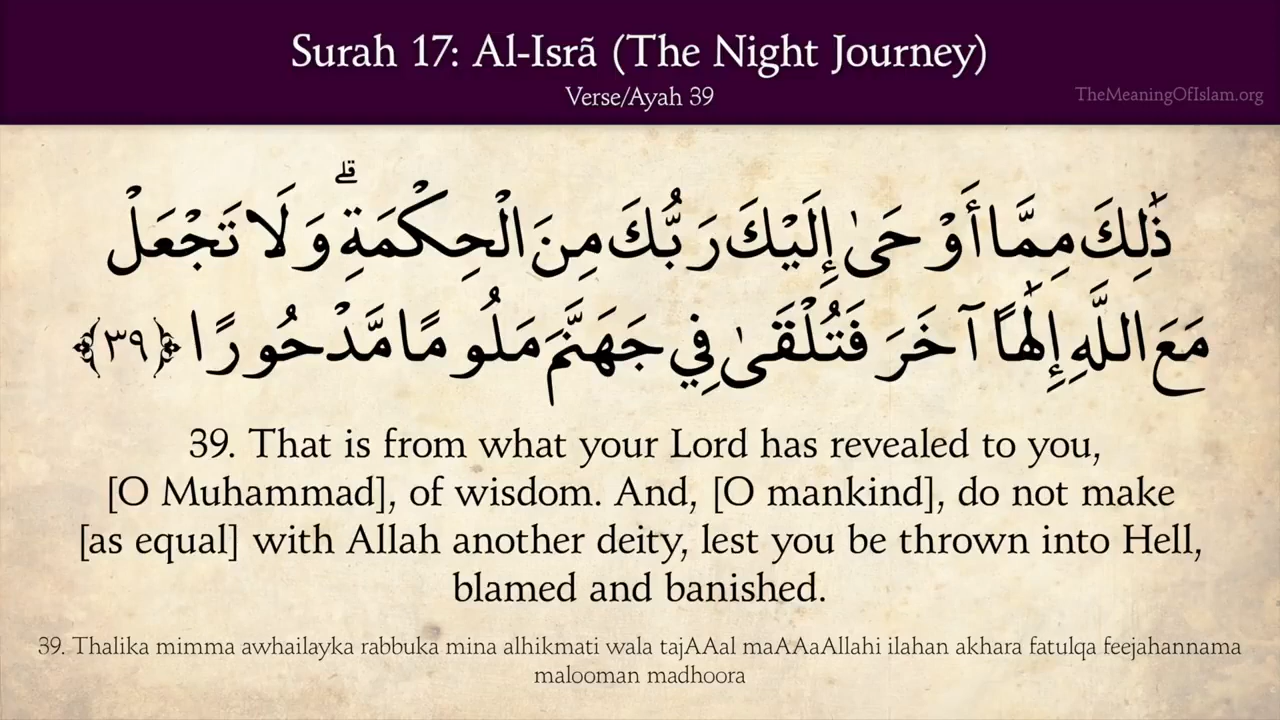 Surah 17: Al-Isrã (The Night Journey)
Verse/Ayah 39
TheMeaningOfIslam.org
ذَٰلِكَ مِمَّا أَوْحَىٰ إِلَيْكَ رَبُّكَ مِنَ الْحِكْمَةِ ۗ وَلَا تَجْعَلْ
مَعَ اللَّهِ إِلَٰهًا آخَرَ فَتُلْقَىٰ فِي جَهَنَّمَ مَلُومًا مَّدْحُورًا ﴿٣٩﴾
39. That is from what your Lord has revealed to you,
[O Muhammad], of wisdom. And, [O mankind], do not make
[as equal] with Allah another deity, lest you be thrown into Hell,
blamed and banished.
39. Thalika mimma awhailayka rabbuka mina alhikmati wala tajAAal maAAaAllahi ilahan akhara fatulqa feejahannama
malooman madhoora